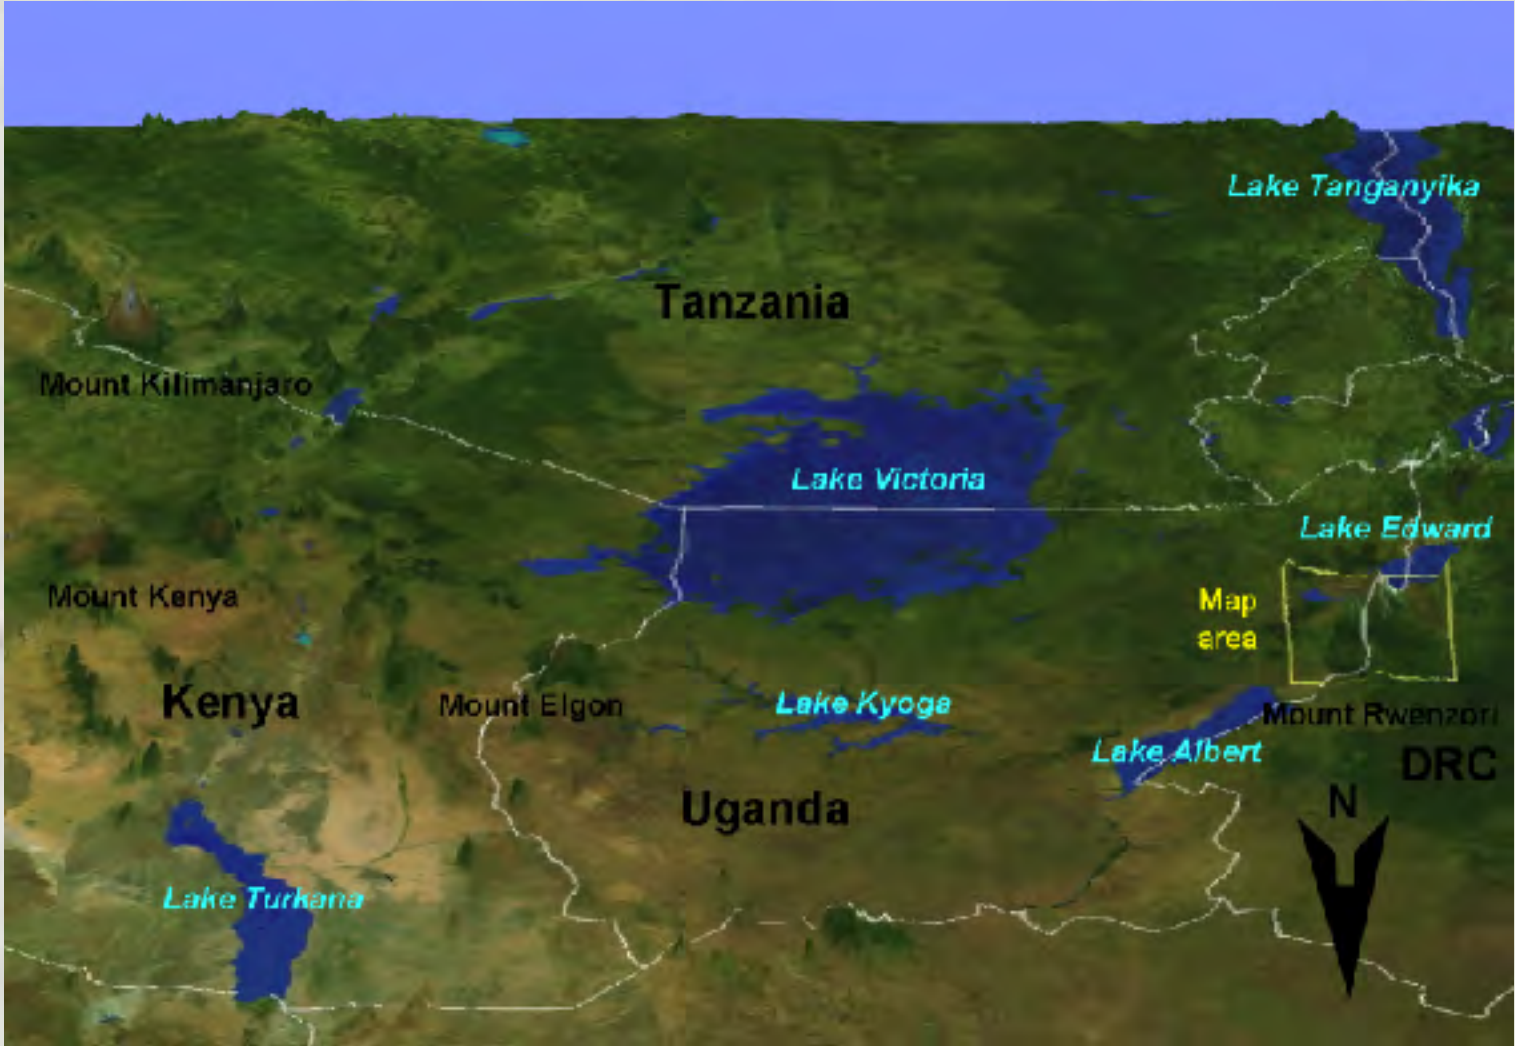 Lake Tanganyika
Tanzania
Mount Kilimanjaro
Lake Victoria
Lake Edward
Mount Kenya
Map
area
Kenya
Mount Elgon
Lake Kyoga
Mount Rwenzori
Lake Albert
DRC
Uganda
N
Lake Turkana